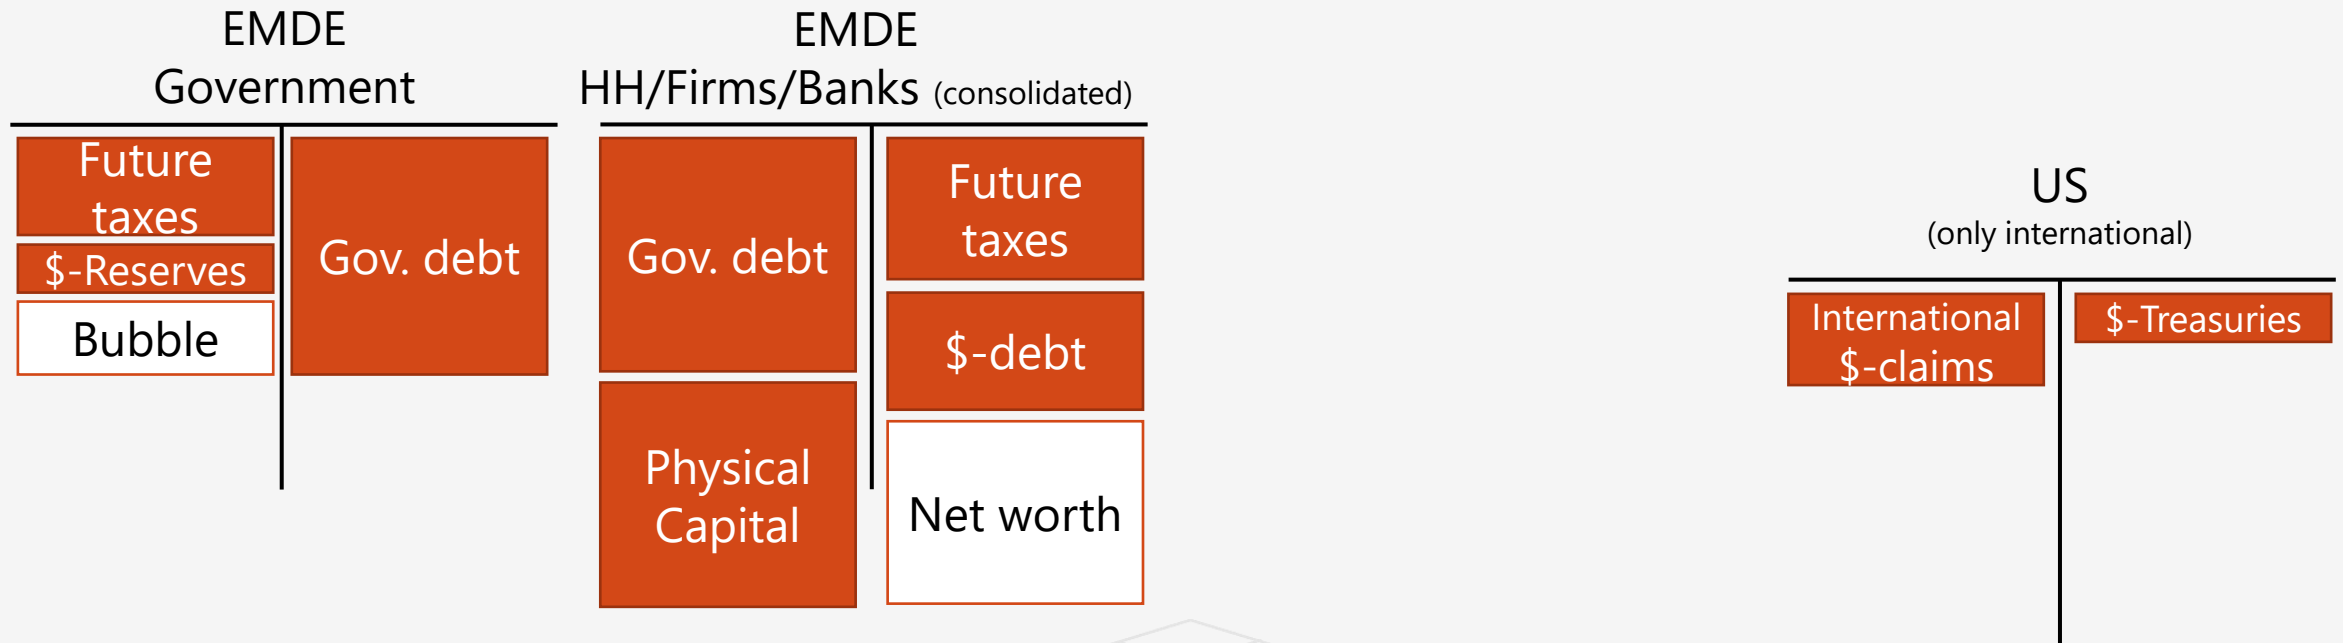 EMDE
Government
Future
taxes
$-Reserves
Bubble
Gov. debt
EMDE
HH/Firms/Banks (consolidated)
Gov. debt
Physical
Capital
Future
taxes
$-debt
Net worth
US
(only international)
International
$-claims
$-Treasuries